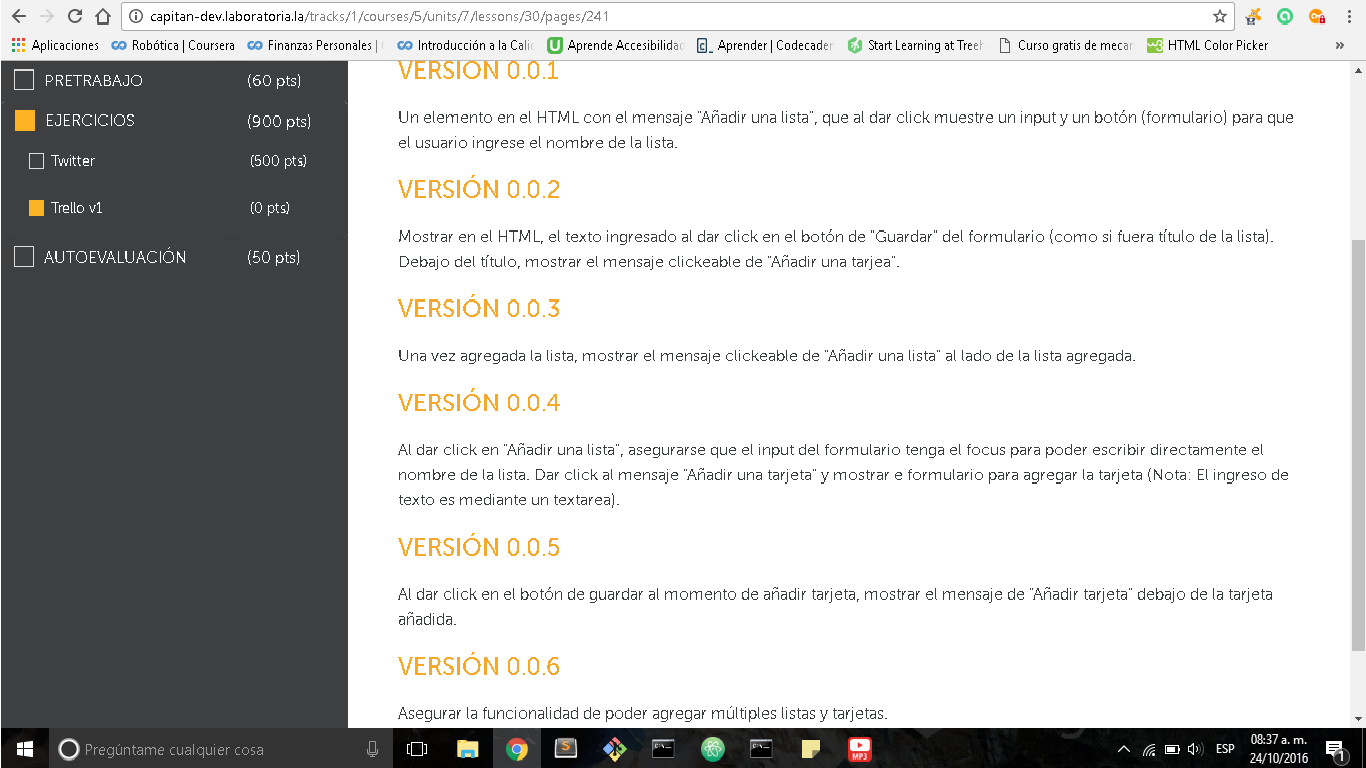 capitan-dev.laboratoria.la/tracks/1/courses/5/units/7/lessons/30/pages/241
Aplicaciones Robótica | Coursera Finanzas Personales | Introducción a la Cali Aprende Accesibilidad Aprender | Codecaden Start Learning at Treeh Curso gratis de mecan HTML Color Picker »
PRETRABAJO (60 pts)
EJERCICIOS (900 pts)
Twitter (500 pts)
Trello v1 (0 pts)
AUTOEVALUACIÓN (50 pts)
VERSIÓN 0.0.1
Un elemento en el HTML con el mensaje "Añadir una lista", que al dar click muestre un input y un botón (formulario) para que
el usuario ingrese el nombre de la lista.
VERSIÓN 0.0.2
Mostrar en el HTML, el texto ingresado al dar click en el botón de "Guardar" del formulario (como si fuera título de la lista).
Debajo del título, mostrar el mensaje clickeable de "Añadir una tarjea".
VERSIÓN 0.0.3
Una vez agregada la lista, mostrar el mensaje clickeable de "Añadir una lista" al lado de la lista agregada.
VERSIÓN 0.0.4
Al dar click en "Añadir una lista", asegurarse que el input del formulario tenga el focus para poder escribir directamente el
nombre de la lista. Dar click al mensaje "Añadir una tarjeta" y mostrar e formulario para agregar la tarjeta (Nota: El ingreso de
texto es mediante un textarea).
VERSIÓN 0.0.5
Al dar click en el botón de guardar al momento de añadir tarjeta, mostrar el mensaje de "Añadir tarjeta" debajo de la tarjeta
añadida.
VERSIÓN 0.0.6
Asegurar la funcionalidad de poder agregar múltiples listas y tarjetas.
Pregúntame cualquier cosa
MP3
ESP
08:37 a. m.
24/10/2016
1